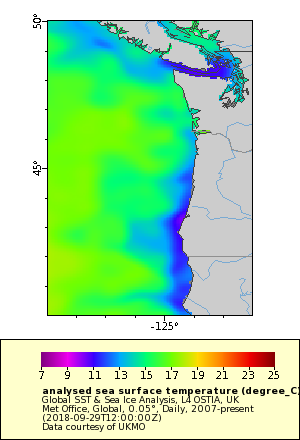 50°
45°
-125°
7 9 11 13 15 17 19 21 23 25
analysed sea surface temperature (degree_C)
Global SST & Sea Ice Analysis, L4 OSTIA, UK
Met Office, Global, 0.05°, Daily, 2007-present
(2018-09-29T12:00:00Z)
Data courtesy of UKMO